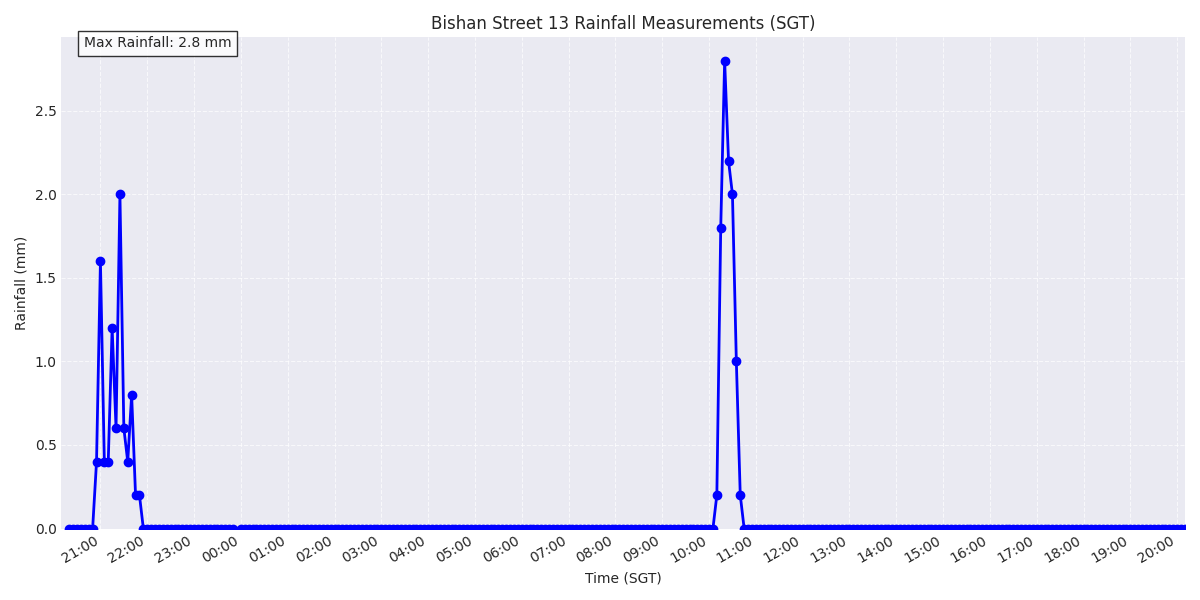 Bishan Street 13 Rainfall Measurements (SGT)
Max Rainfall: 2.8 mm
Rainfall (mm)
2.5
2.0
1.5
1.0
0.5
0.0
21:00 22:00 23:00 00:00 01:00 02:00 03:00 04:00 05:00 06:00 07:00 08:00 09:00 10:00 11:00 12:00 13:00 14:00 15:00 16:00 17:00 18:00 19:00 20:00
Time (SGT)